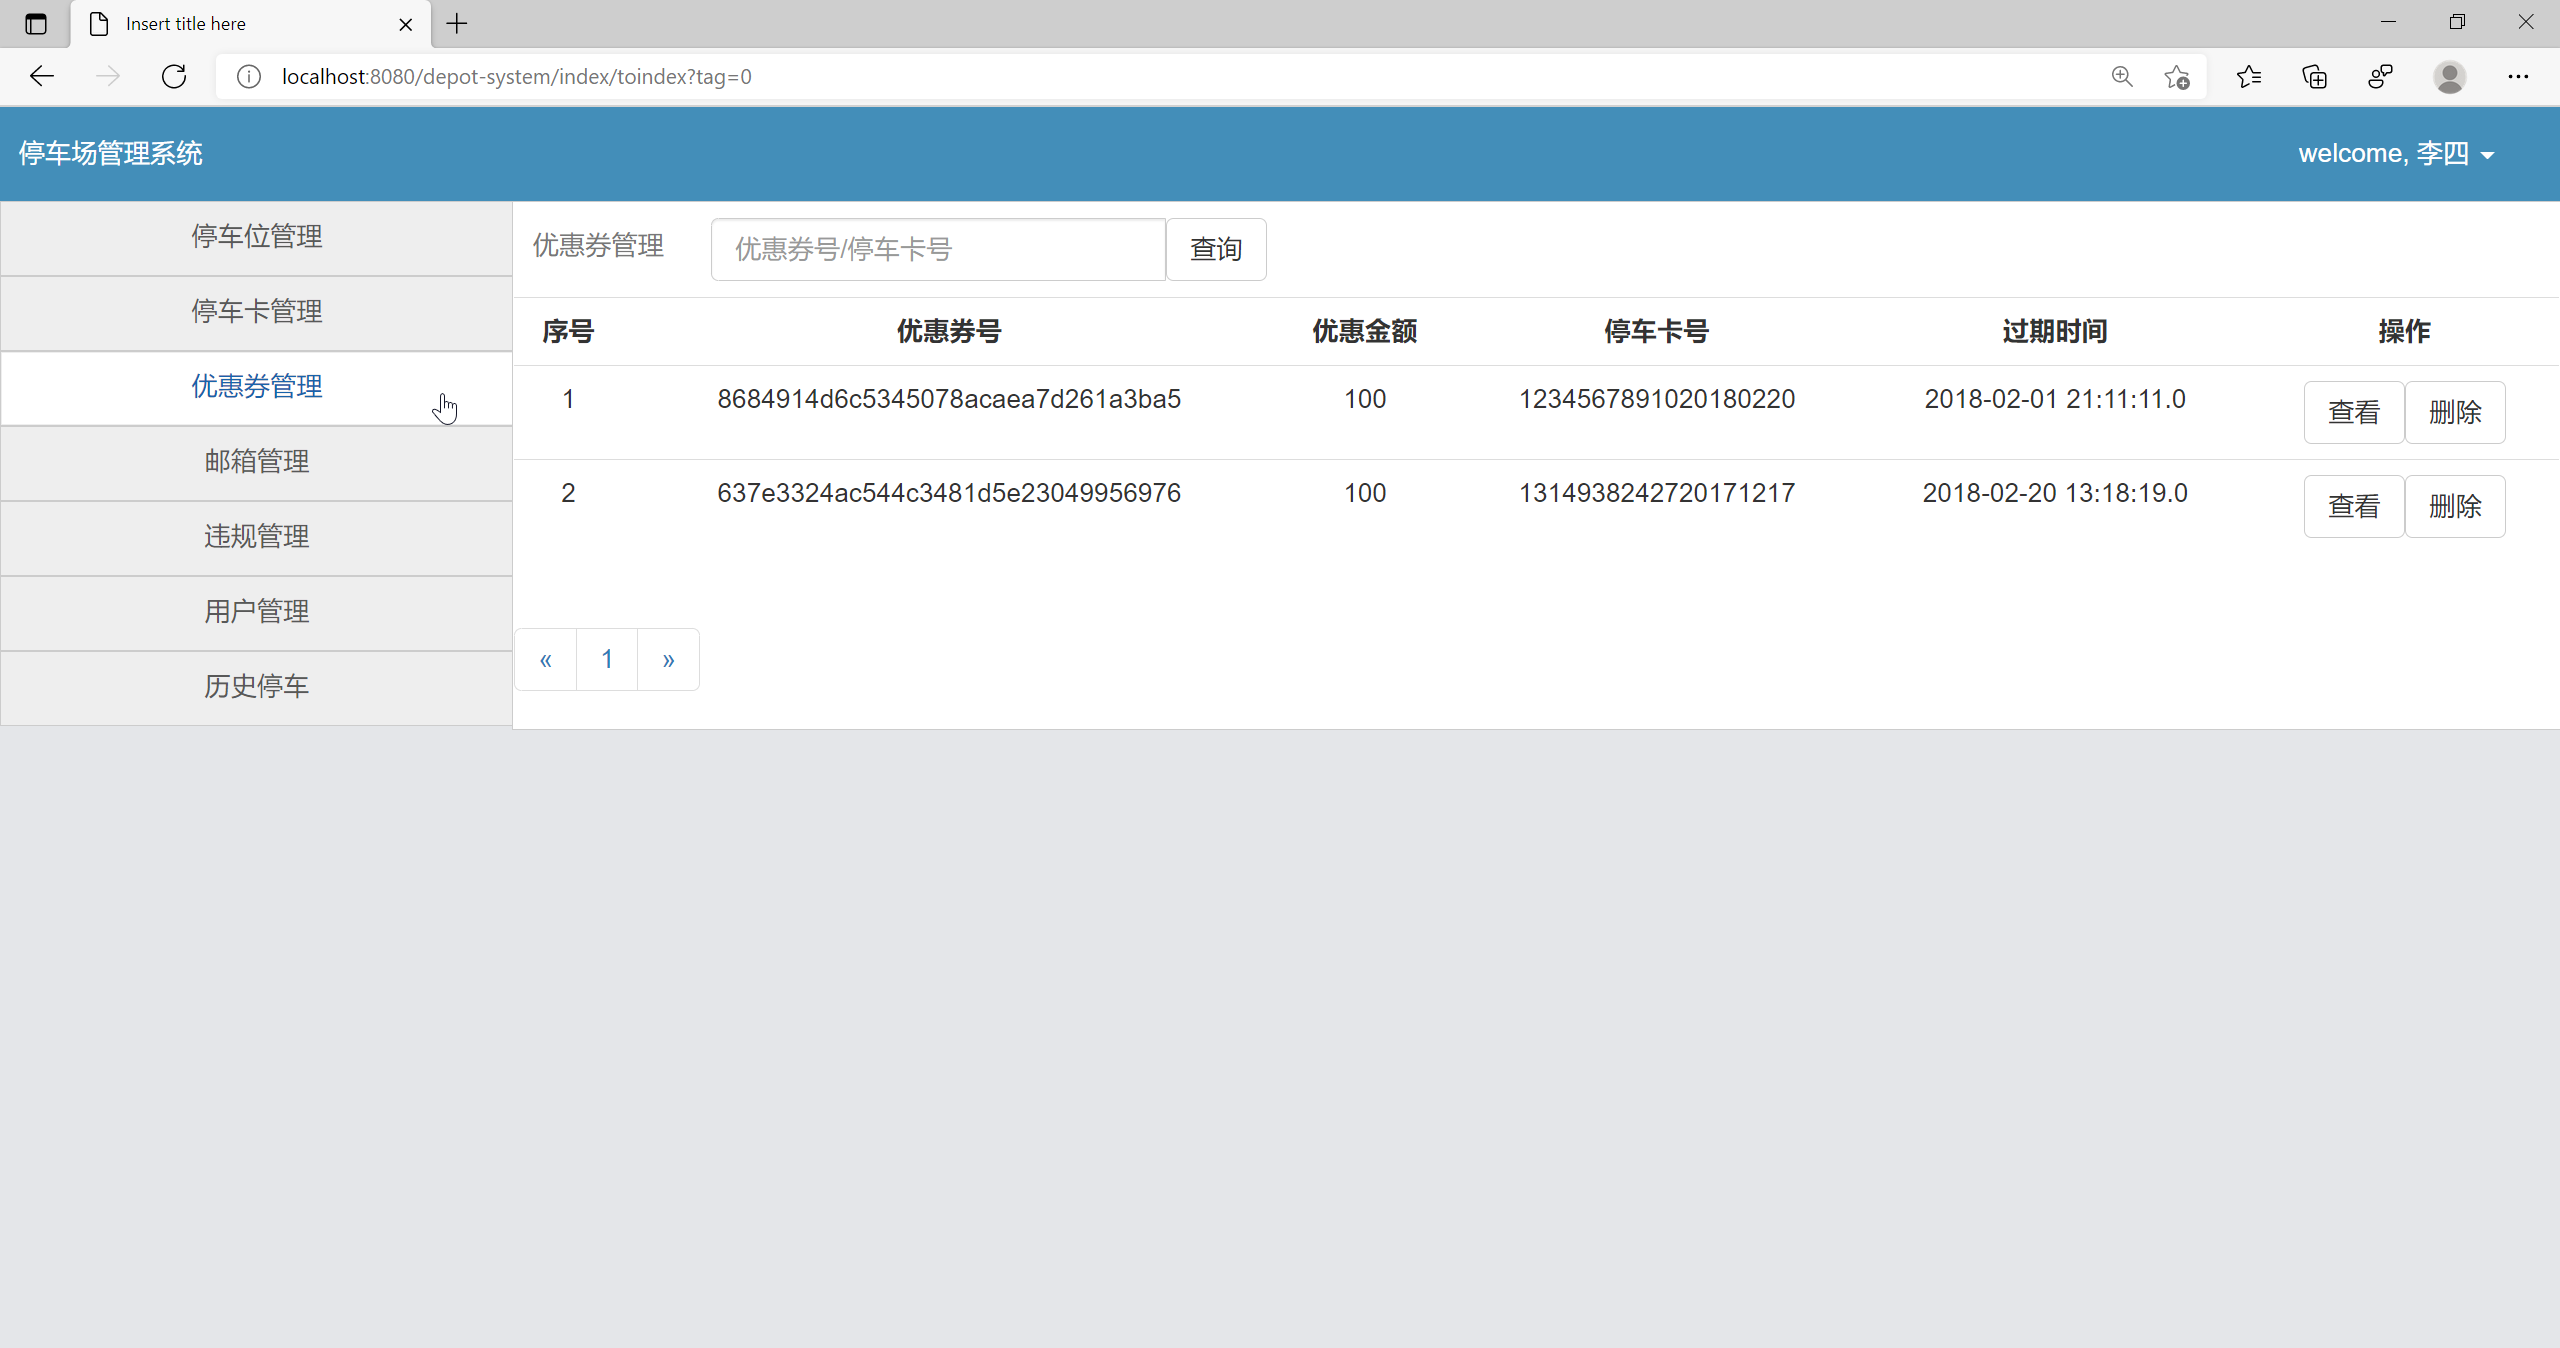 Insert title here
localhost:8080/depot-system/index/toindex?tag=0
停车场管理系统
welcome, 李四
停车位管理
停车卡管理
优惠券管理
邮箱管理
违规管理
用户管理
历史停车
优惠券管理 优惠券号/停车卡号 查询
序号 优惠券号 优惠金额 停车卡号 过期时间 操作
1 8684914d6c5345078acaea7d261a3ba5 100 1234567891020180220 2018-02-01 21:11:11.0 查看 删除
2 637e3324ac544c3481d5e23049956976 100 1314938242720171217 2018-02-20 13:18:19.0 查看 删除
« 1 »